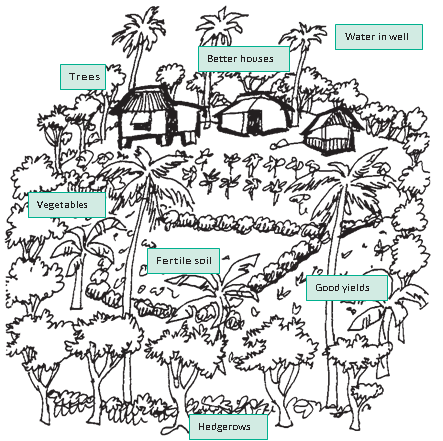 Water in well
Better houses
Trees
Vegetables
Fertile soil
Good yields
Hedgerows